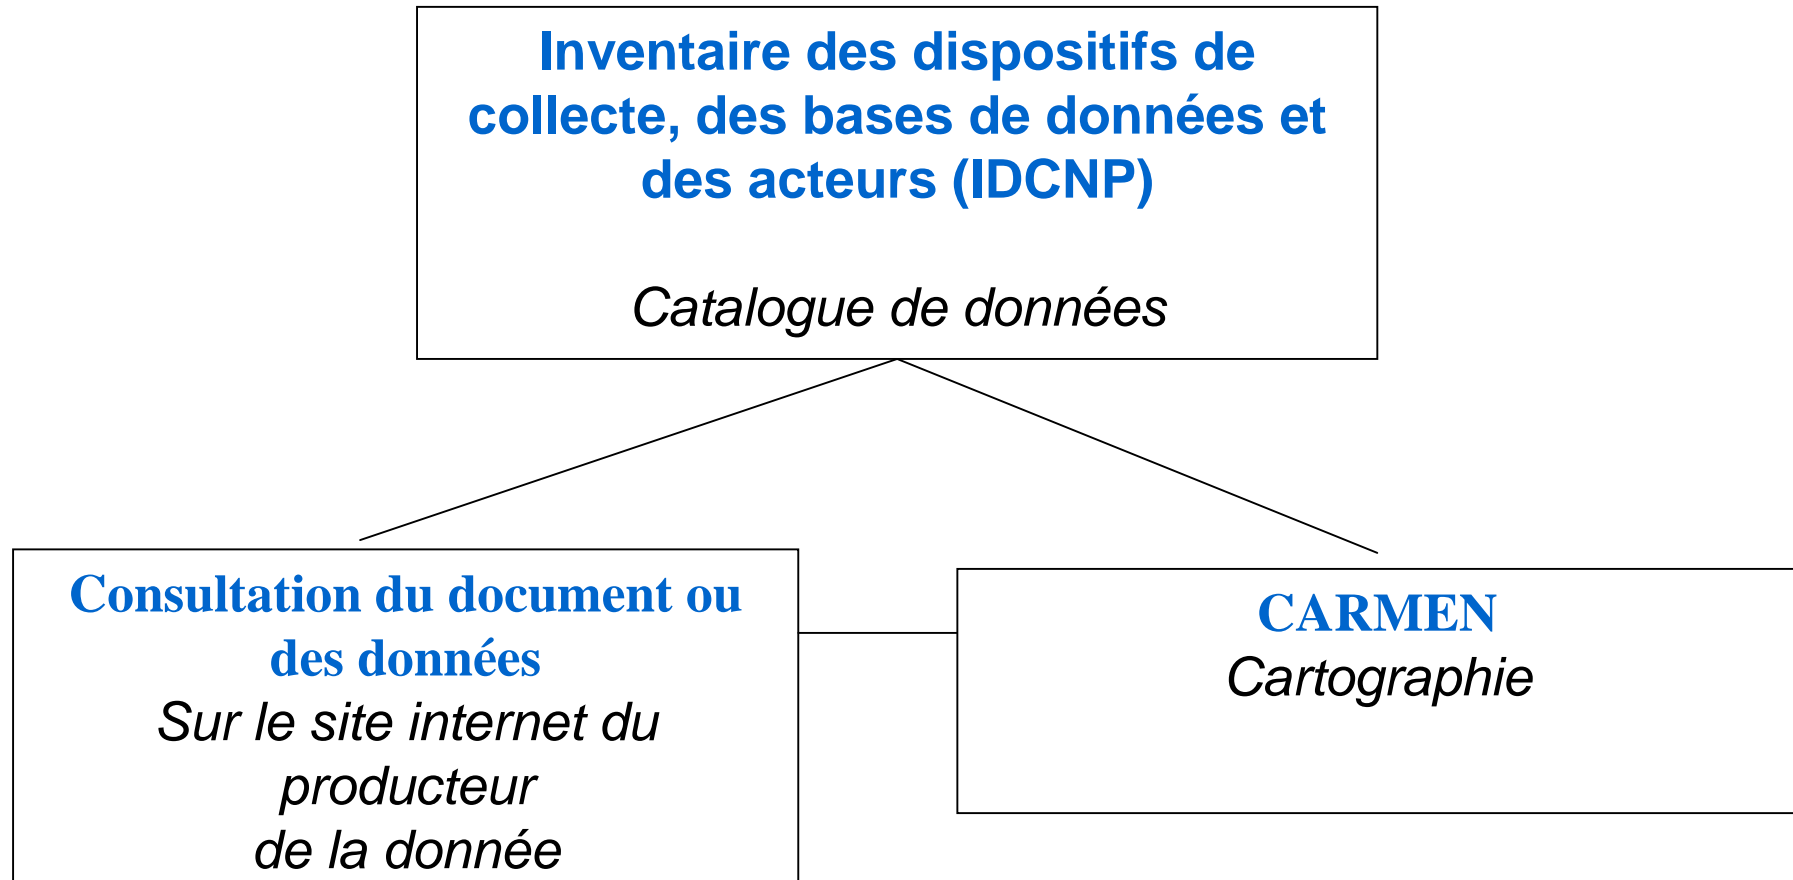 Inventaire des dispositifs de
collecte, des bases de données et
des acteurs (IDCNP)
Catalogue de données
Consultation du document ou
des données
Sur le site internet du
producteur
de la donnée
CARMEN
Cartographie